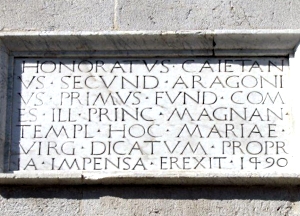 HONORATVS · CAIETAN
VS · SECVND · ARAGONI
VS · PRIMVS · FVND · COM
ES · ILL · PRINC · MAGNAN
TEMPL · HOC · MARIAE
VIRG · DICATVM · PROPR
A · IMPENSA · EREXIT · 1490